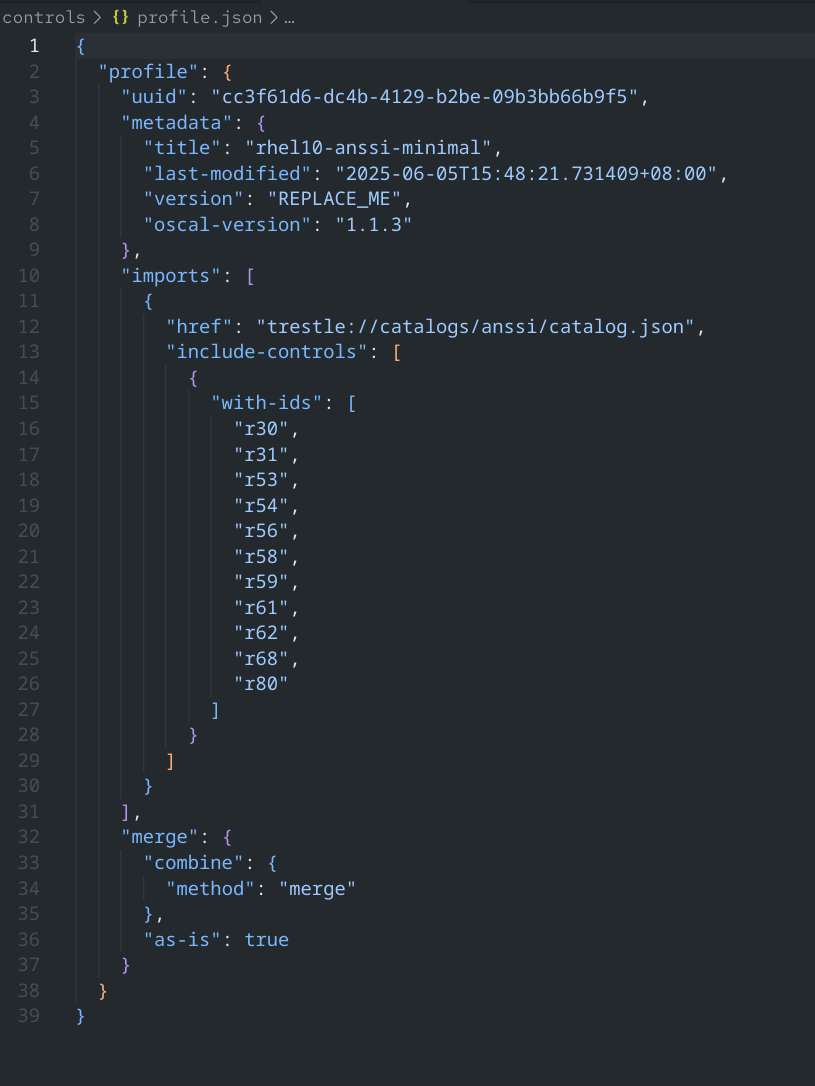 controls > {} profile.json > ...
1 {
2   "profile": {
3     "uuid": "cc3f61d6-dc4b-4129-b2be-09b3bb66b9f5",
4     "metadata": {
5       "title": "rhel10-anssi-minimal",
6       "last-modified": "2025-06-05T15:48:21.731409+08:00",
7       "version": "REPLACE_ME",
8       "oscal-version": "1.1.3"
9     },
10     "imports": [
11       {
12         "href": "trestle://catalogs/anssi/catalog.json",
13         "include-controls": [
14           {
15             "with-ids": [
16               "r30",
17               "r31",
18               "r53",
19               "r54",
20               "r56",
21               "r58",
22               "r59",
23               "r61",
24               "r62",
25               "r68",
26               "r80"
27             ]
28           }
29         ]
30       }
31     ],
32     "merge": {
33       "combine": {
34         "method": "merge"
35       },
36       "as-is": true
37     }
38   }
39 }